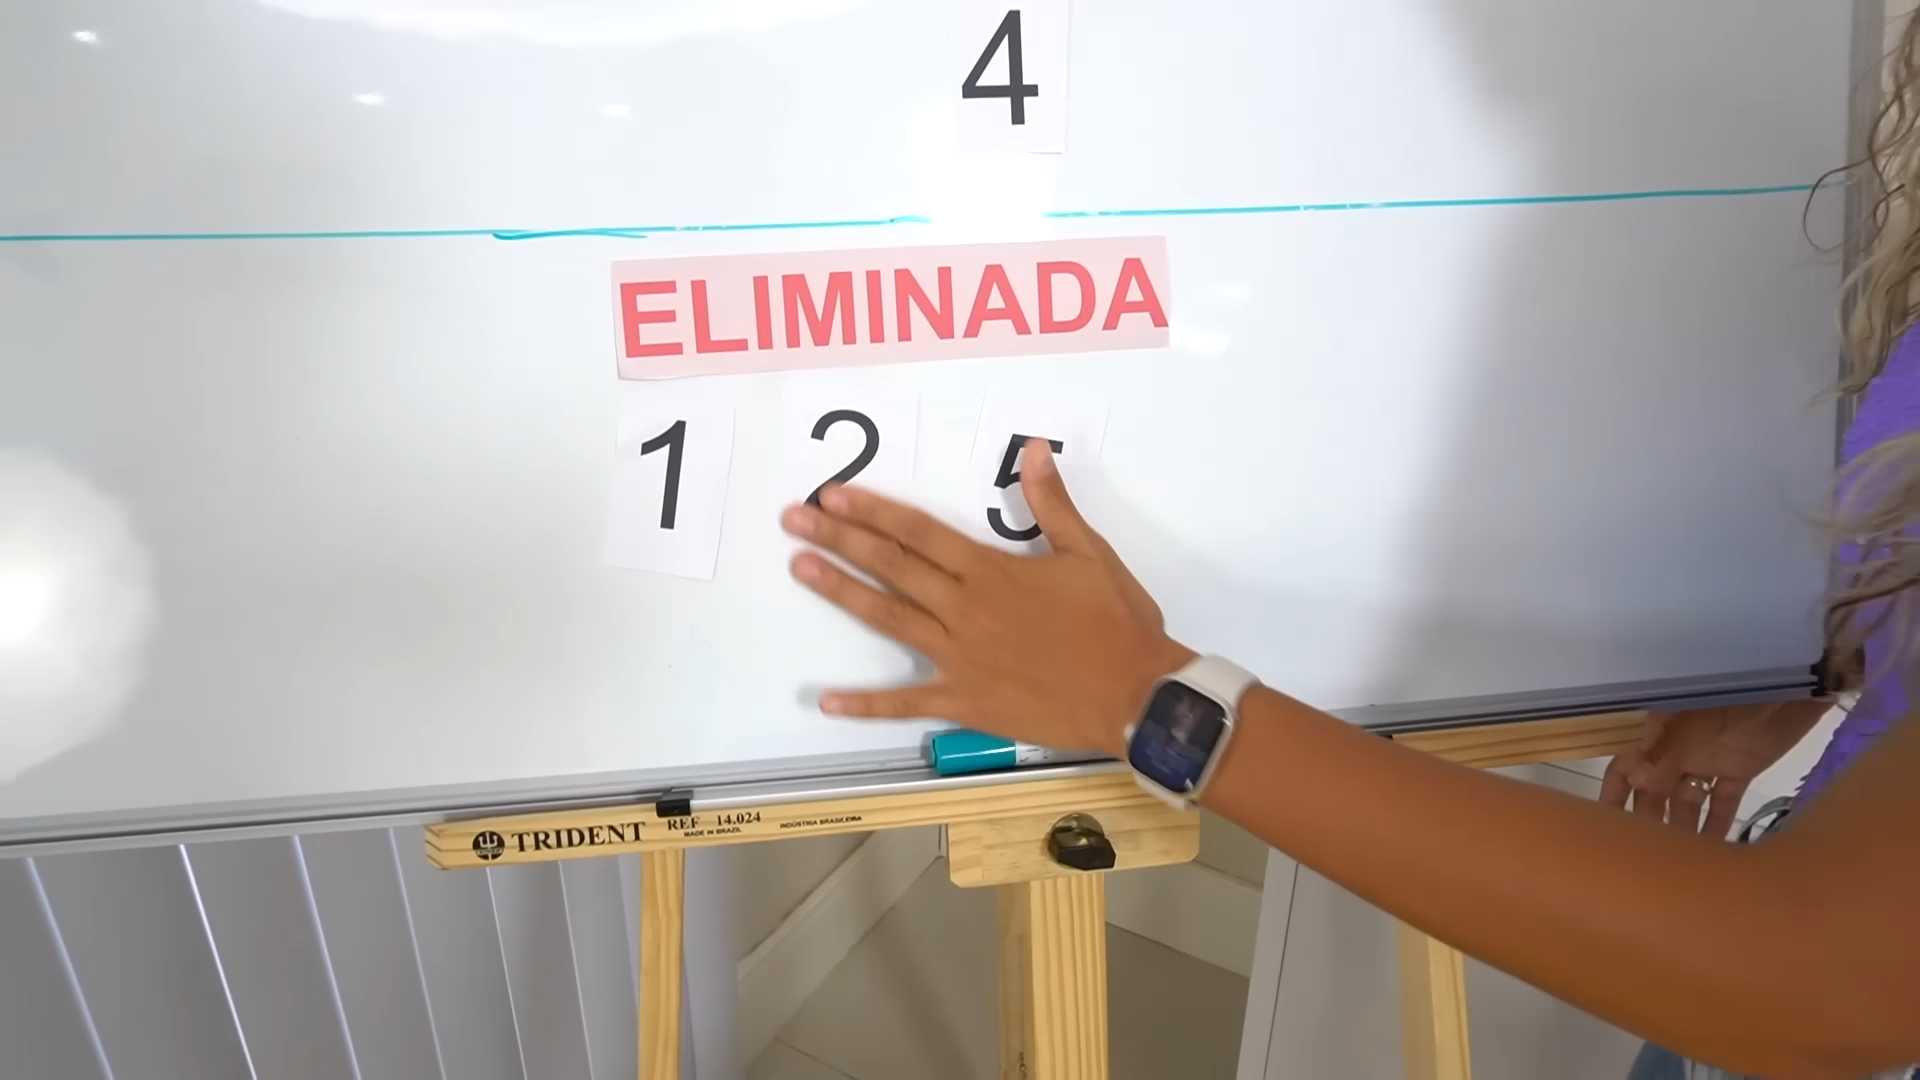 4
ELIMINADA
1 2 5
TRIDENT REF 14.024
MADE IN BRAZIL INDÚSTRIA BRASILEIRA